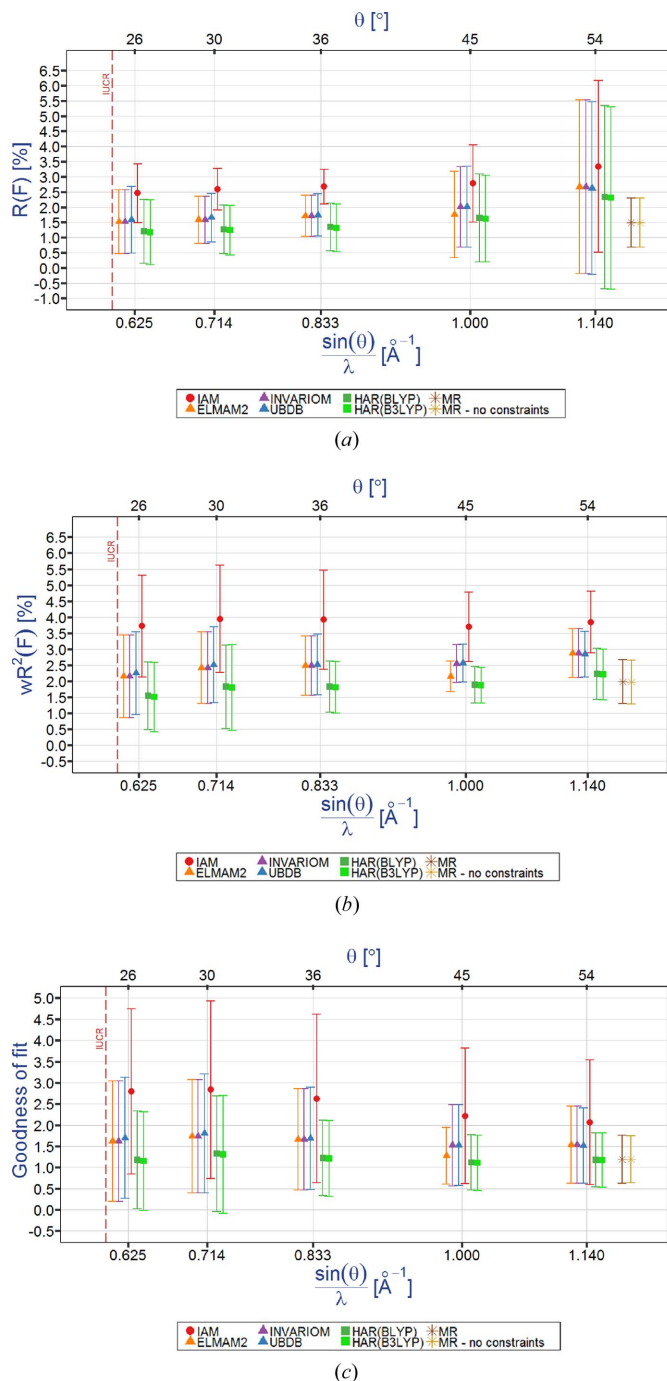 θ [°]
26 30 36 45 54
IUCR
R(F) [%]
6.5
6.0
5.5
5.0
4.5
4.0
3.5
3.0
2.5
2.0
1.5
1.0
0.5
0.0
-0.5
-1.0
0.625 0.714 0.833 1.000 1.140
sin(θ)
λ [Å⁻¹]
IAM INVARIOM HAR(BLYP) MR
ELMAM2 UBDB HAR(B3LYP) MR - no constraints
(a)
θ [°]
26 30 36 45 54
IUCR
wR²(F) [%]
6.5
6.0
5.5
5.0
4.5
4.0
3.5
3.0
2.5
2.0
1.5
1.0
0.5
0.0
-0.5
0.625 0.714 0.833 1.000 1.140
sin(θ)
λ [Å⁻¹]
IAM INVARIOM HAR(BLYP) MR
ELMAM2 UBDB HAR(B3LYP) MR - no constraints
(b)
θ [°]
26 30 36 45 54
IUCR
Goodness of fit
5.0
4.5
4.0
3.5
3.0
2.5
2.0
1.5
1.0
0.5
0.0
-0.5
0.625 0.714 0.833 1.000 1.140
sin(θ)
λ [Å⁻¹]
IAM INVARIOM HAR(BLYP) MR
ELMAM2 UBDB HAR(B3LYP) MR - no constraints
(c)